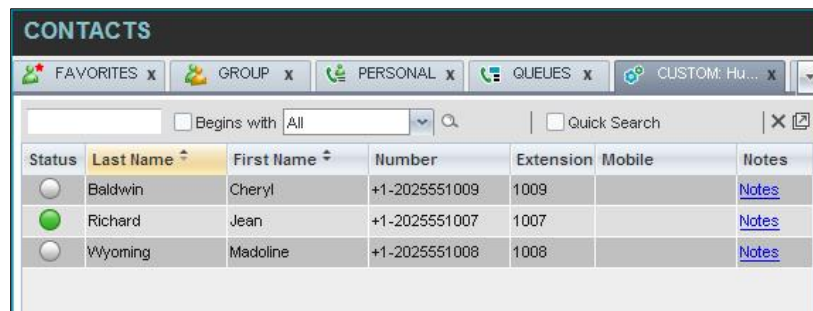 CONTACTS
FAVORITES x GROUP x PERSONAL x QUEUES x CUSTOM: Hu... x
Begins with All Quick Search
Status Last Name First Name Number Extension Mobile Notes
Baldwin Cheryl +1-2025551009 1009 Notes
Richard Jean +1-2025551007 1007 Notes
Wyoming Madoline +1-2025551008 1008 Notes